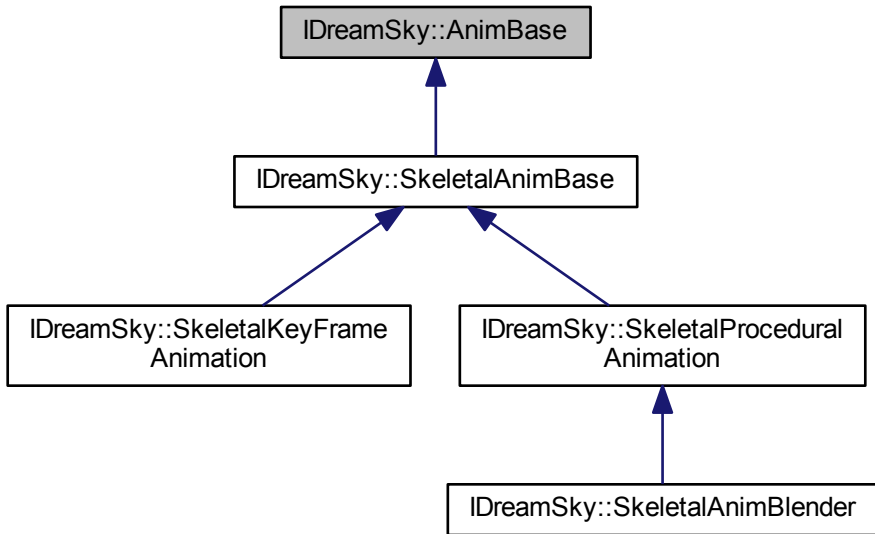 IDreamSky::AnimBase
IDreamSky::SkeletalAnimBase
IDreamSky::SkeletalKeyFrame
Animation
IDreamSky::SkeletalProcedural
Animation
IDreamSky::SkeletalAnimBlender